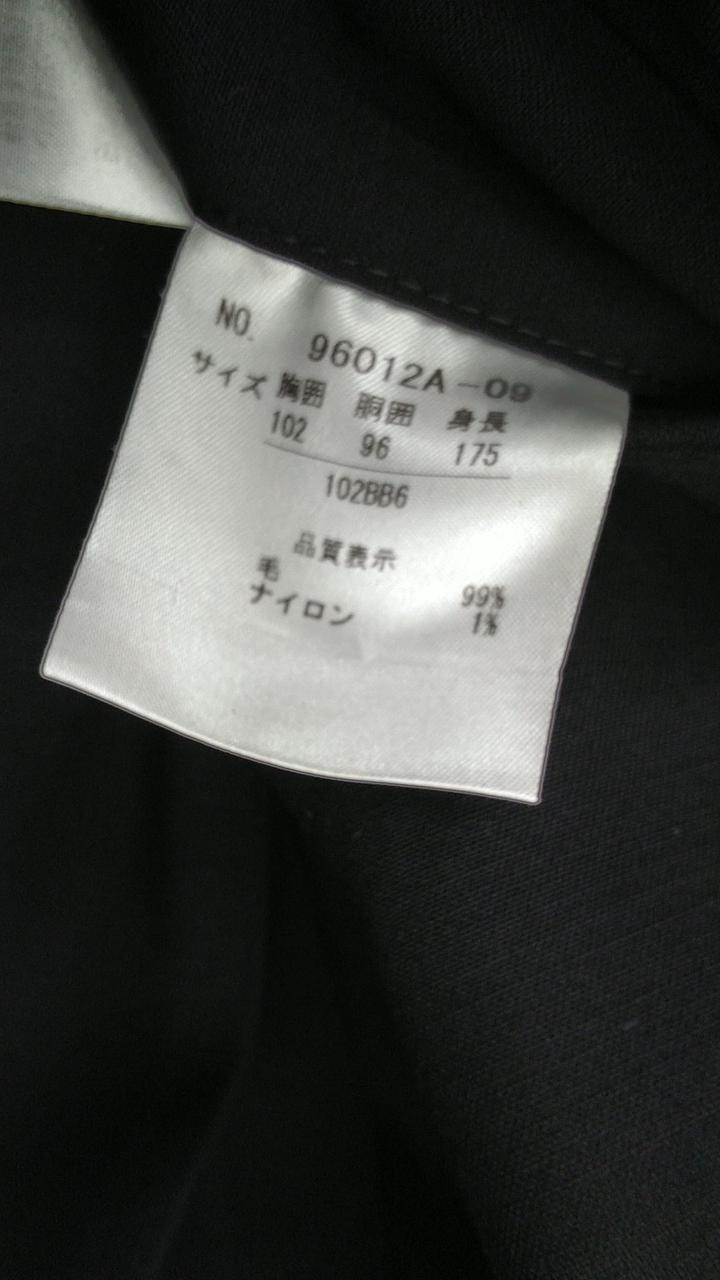 NO. 96012A-09
サイズ 胸囲 胴囲 身長
102 96 175
102BB6
品質表示
毛 99%
ナイロン 1%